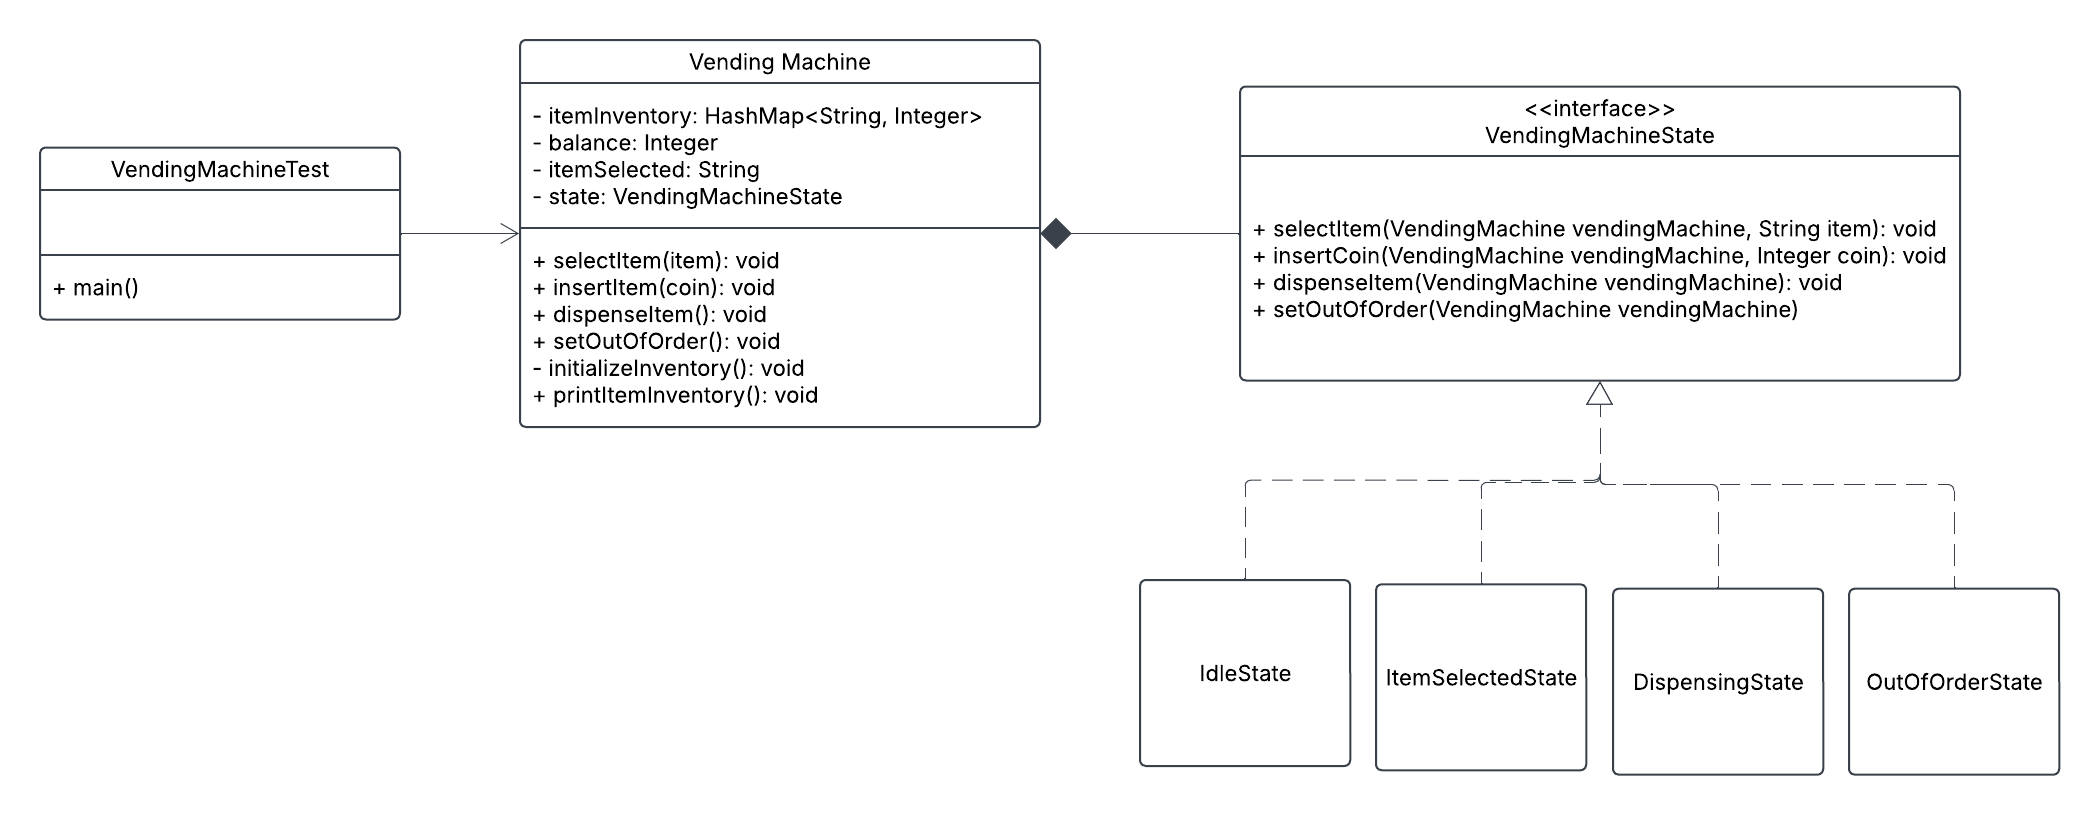 VendingMachineTest
+ main()
Vending Machine
- itemInventory: HashMap<String, Integer>
- balance: Integer
- itemSelected: String
- state: VendingMachineState
+ selectItem(item): void
+ insertItem(coin): void
+ dispenseItem(): void
+ setOutOfOrder(): void
- initializeInventory(): void
+ printItemInventory(): void
<<interface>>
VendingMachineState
+ selectItem(VendingMachine vendingMachine, String item): void
+ insertCoin(VendingMachine vendingMachine, Integer coin): void
+ dispenseItem(VendingMachine vendingMachine): void
+ setOutOfOrder(VendingMachine vendingMachine)
IdleState
ItemSelectedState
DispensingState
OutOfOrderState